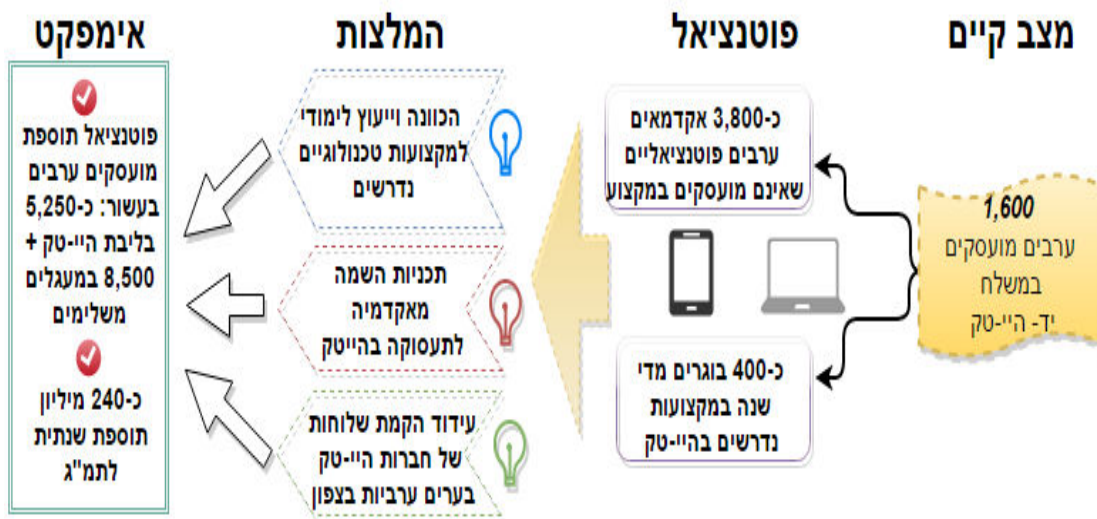 מצב קיים
1,600
ערבים מועסקים
במשלח
יד- היי-טק
פוטנציאל
כ-3,800 אקדמאים
ערבים פוטנציאליים
שאינם מועסקים במקצוע
כ-400 בוגרים מדי
שנה במקצועות
נדרשים בהיי-טק
המלצות
הכוונה וייעוץ לימודי
למקצועות טכנולוגיים
נדרשים
תכניות השמה
מאקדמיה
לתעסוקה בהייטק
עידוד הקמת שלוחות
של חברות היי-טק
בערים ערביות בצפון
אימפקט
פוטנציאל תוספת
מועסקים ערבים
בעשור: כ-5,250
בליבת היי-טק +
8,500 במעגלים
משלימים
כ-240 מיליון
תוספת שנתית
לתמ"ג